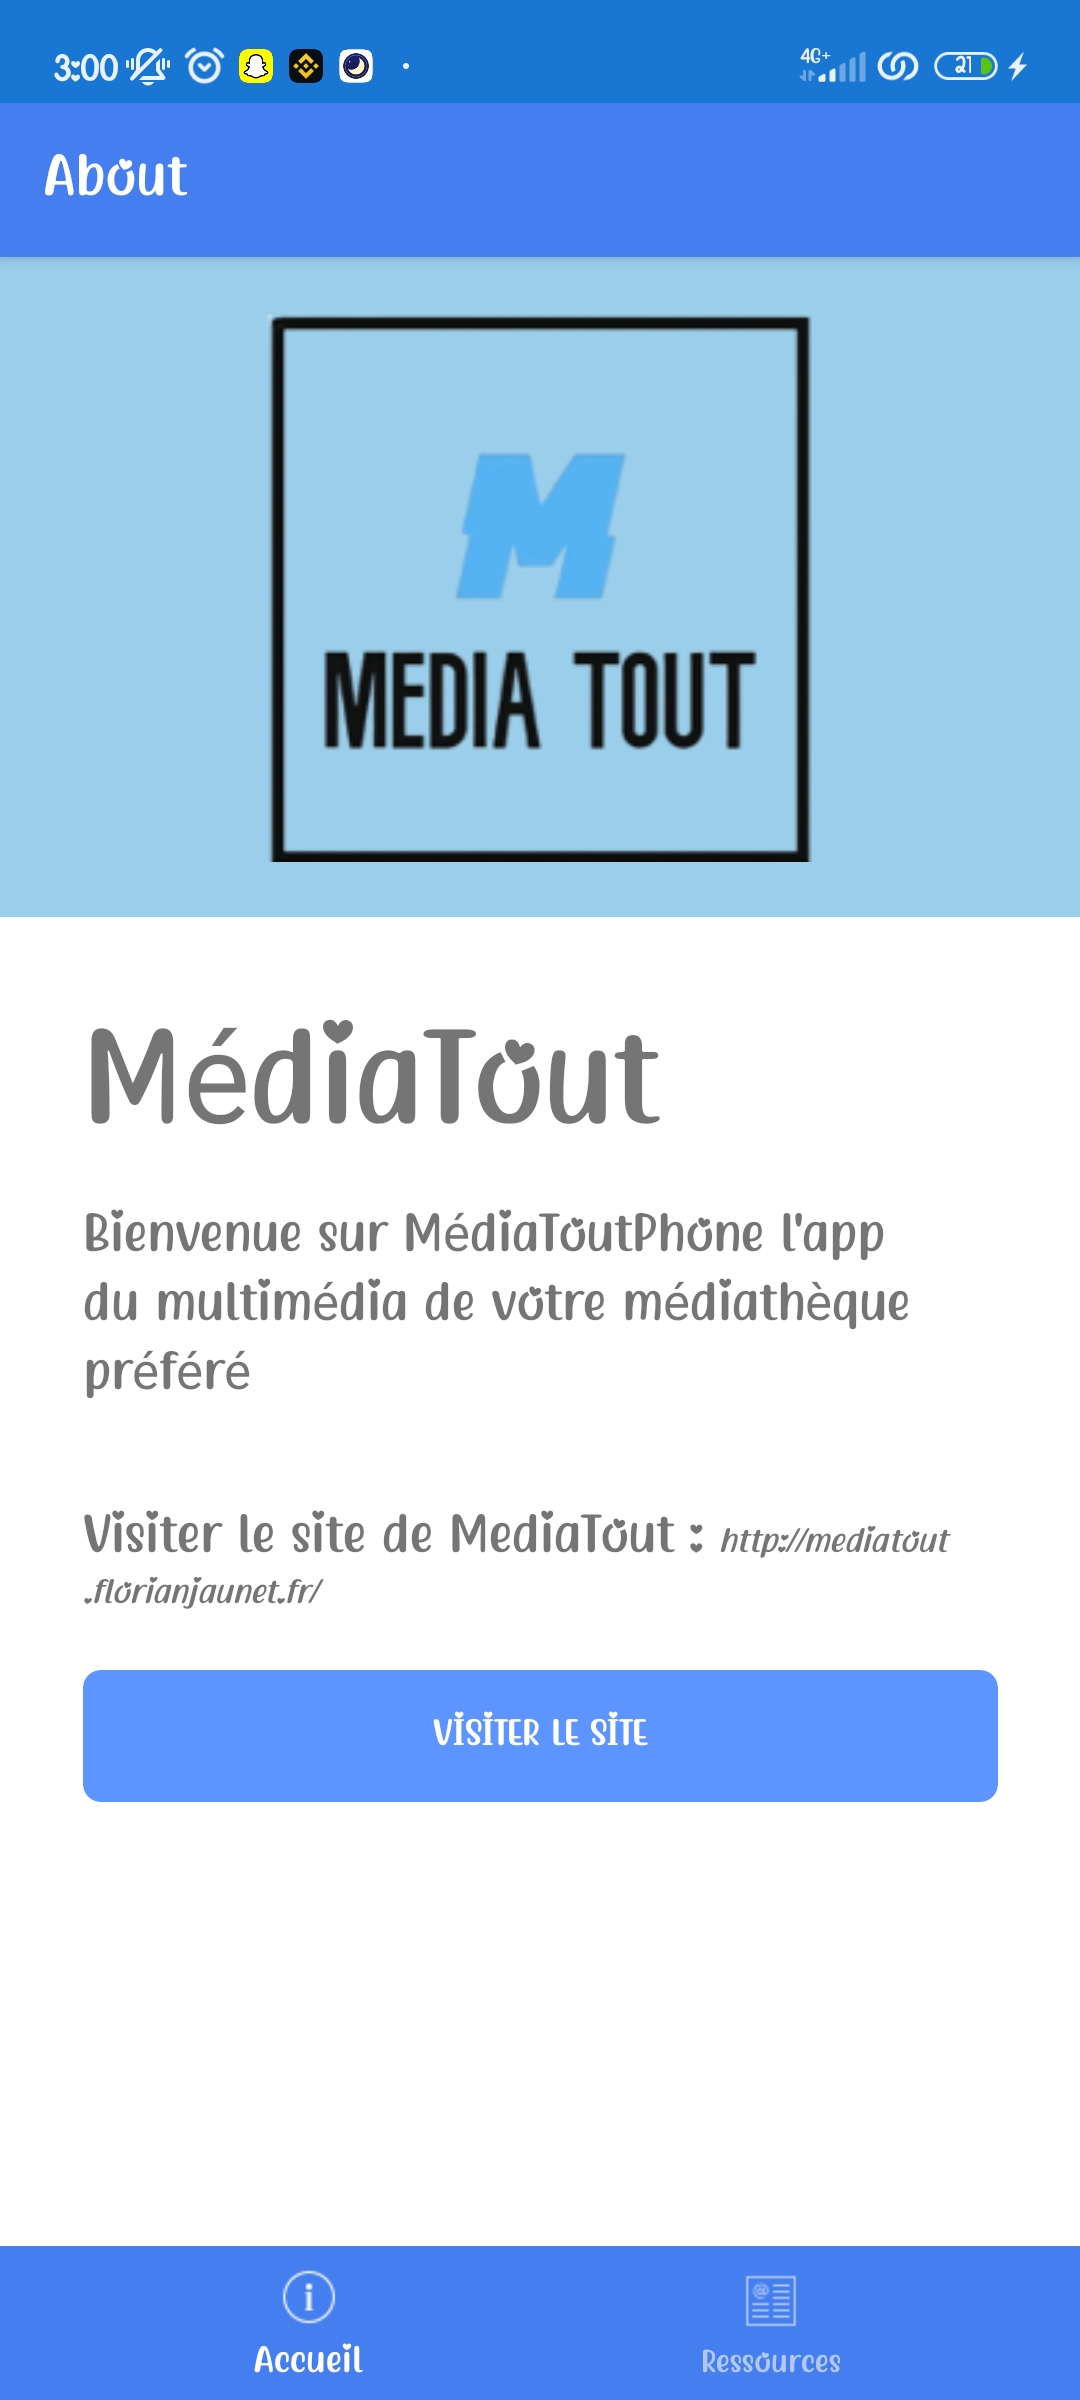 3:00
4G+
21
About
M
MEDIA TOUT
MédiaTout
Bienvenue sur MédiaToutPhone l'app
du multimédia de votre médiathèque
préféré
Visiter le site de MediaTout : http://mediatout
.florianjaunet.fr/
VISITER LE SITE
Accueil
Ressources